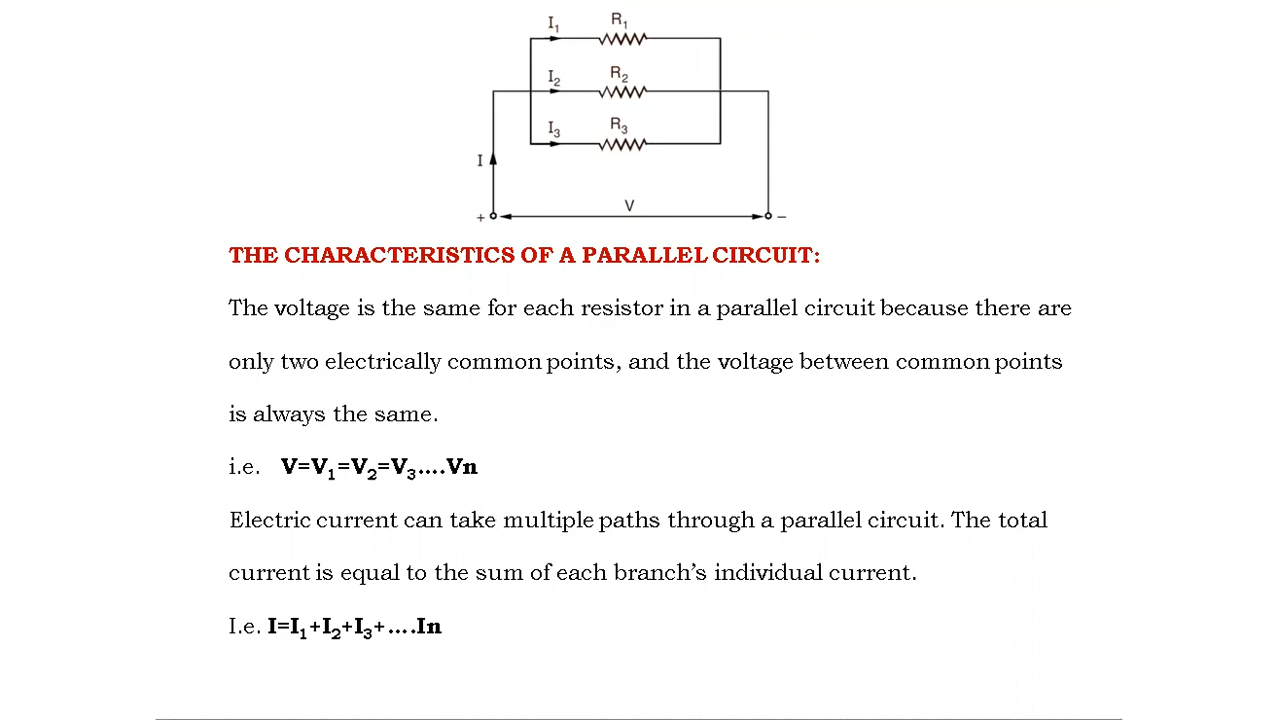 I₁ R₁
I₂ R₂
I₃ R₃
I
+ V –
THE CHARACTERISTICS OF A PARALLEL CIRCUIT:
The voltage is the same for each resistor in a parallel circuit because there are
only two electrically common points, and the voltage between common points
is always the same.
i.e. V=V₁=V₂=V₃....Vn
Electric current can take multiple paths through a parallel circuit. The total
current is equal to the sum of each branch’s individual current.
I.e. I=I₁+I₂+I₃+....In